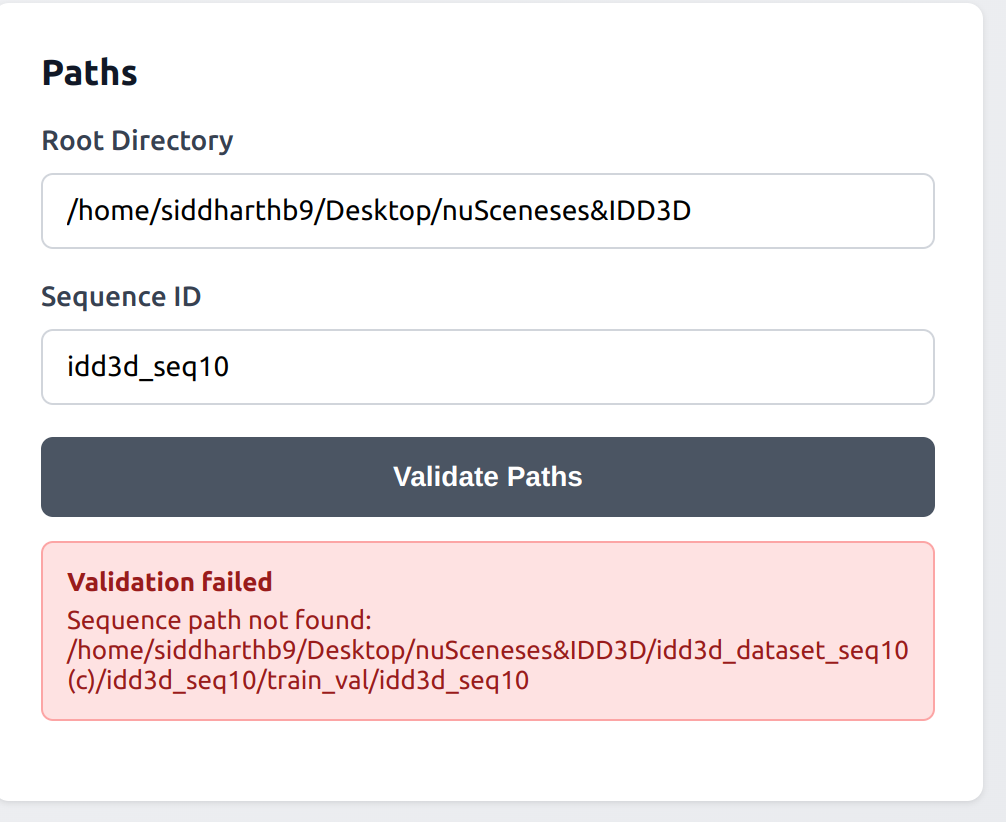 Paths
Root Directory
/home/siddharthb9/Desktop/nuSceneses&IDD3D
Sequence ID
idd3d_seq10
Validate Paths
Validation failed
Sequence path not found:
/home/siddharthb9/Desktop/nuSceneses&IDD3D/idd3d_dataset_seq10
(c)/idd3d_seq10/train_val/idd3d_seq10